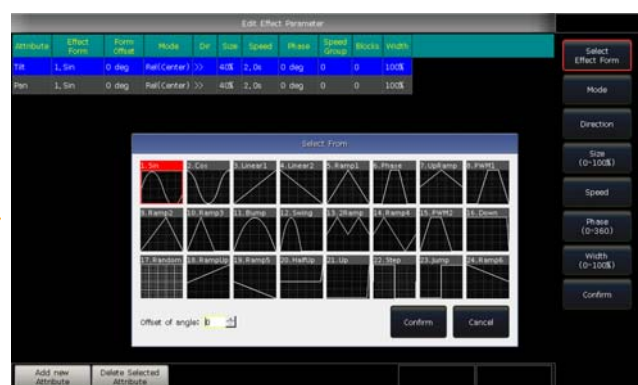 Edit Effect Parameter
Attribute Effect Form Form Offset Mode Dir Size Speed Phase Speed Group Blocks Width
Tilt 1.Sin 0 deg Rel(Center) >> 40% 2.0s 0 deg 0 0 100%
Pan 1.Sin 0 deg Rel(Center) >> 40% 2.0s 0 deg 0 0 100%
Select From
1.Sin 2.Cos 3.Linear1 4.Linear2 5.Ramp1 6.Phase 7.UpRamp 8.PWM1
9.Ramp2 10.Ramp3 11.Bump 12.Swing 13.2Ramp 14.Ramp4 15.PWM2 16.Down
17.Random 18.RampUp 19.Ramp5 20.HalfUp 21.Up 22.Step 23.Jump 24.Ramp6
Offset of angle: 0
Confirm Cancel
Select
Effect Form
Mode
Direction
Size
(0~100%)
Speed
Phase
(0~360)
Width
(0~100%)
Confirm
Add new
Attribute
Delete Selected
Attribute